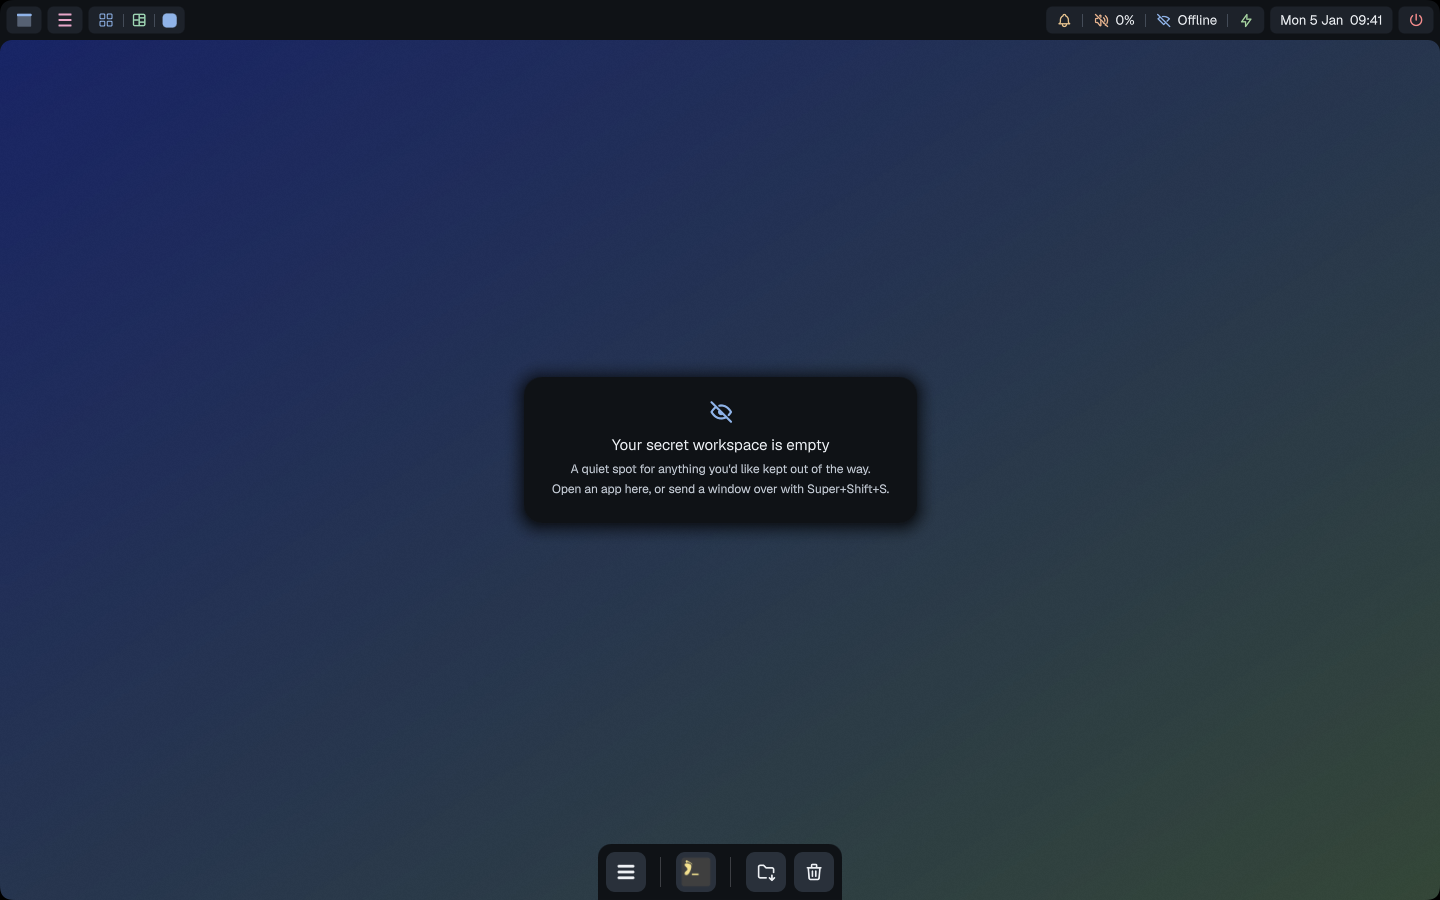 0%
Offline
Mon 5 Jan 09:41
Your secret workspace is empty
A quiet spot for anything you'd like kept out of the way.
Open an app here, or send a window over with Super+Shift+S.